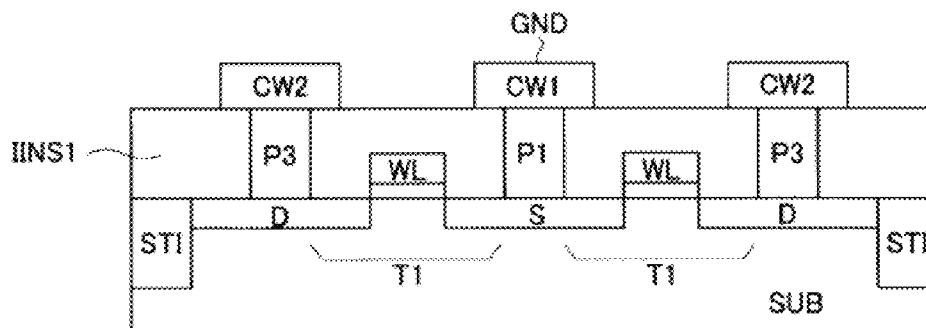 GND
CW2 CW1 CW2
IINS1 P3 P1 P3
WL WL
D S D
STI STI
T1 T1
SUB